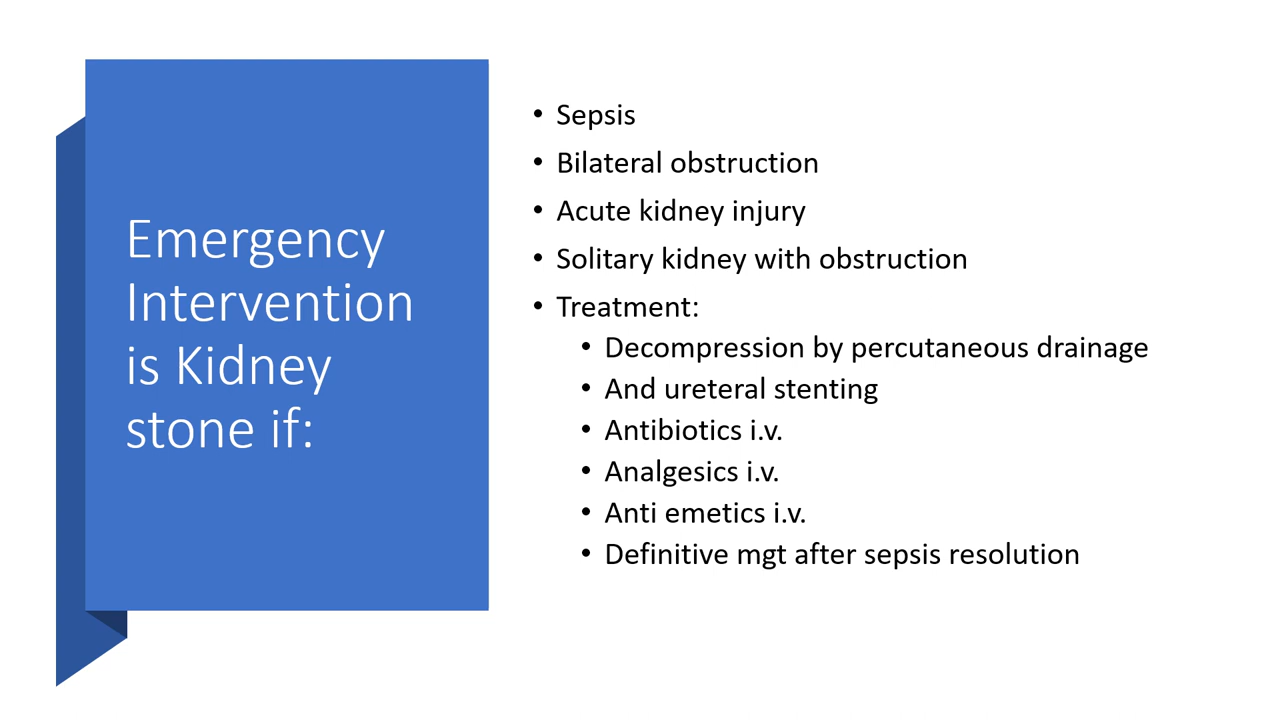 Emergency
Intervention
is Kidney
stone if:
• Sepsis
• Bilateral obstruction
• Acute kidney injury
• Solitary kidney with obstruction
• Treatment:
• Decompression by percutaneous drainage
• And ureteral stenting
• Antibiotics i.v.
• Analgesics i.v.
• Anti emetics i.v.
• Definitive mgt after sepsis resolution